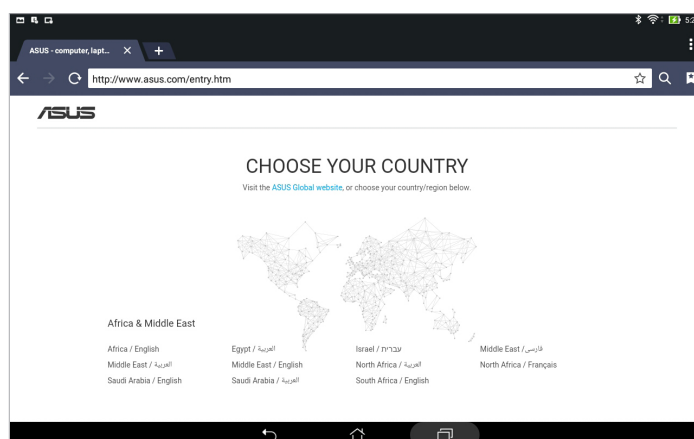 5:2
ASUS - computer, lapt...
http://www.asus.com/entry.htm
ASUS
CHOOSE YOUR COUNTRY
Visit the ASUS Global website, or choose your country/region below.
Africa & Middle East
Africa / English
Egypt / العربية
Israel / עברית
Middle East / فارسی
Middle East / العربية
Middle East / English
North Africa / العربية
North Africa / Français
Saudi Arabia / English
Saudi Arabia / العربية
South Africa / English